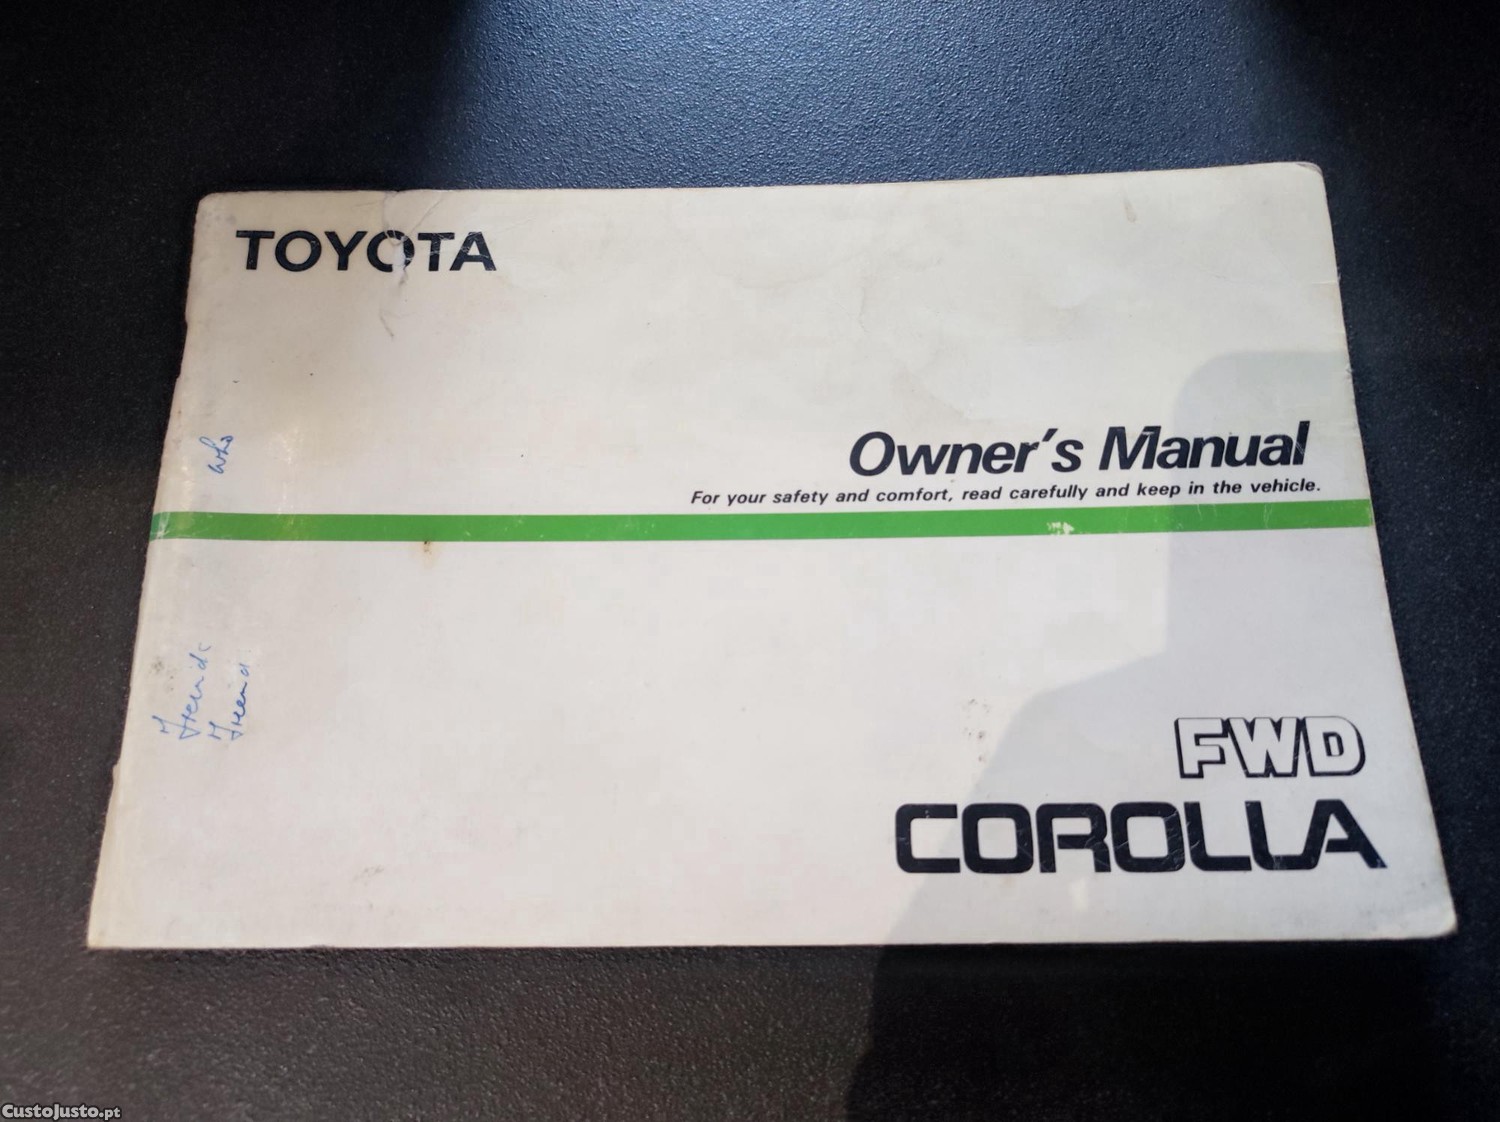 TOYOTA
Owner's Manual
For your safety and comfort, read carefully and keep in the vehicle.
FWD
COROLLA
who
CustoJusto.pt